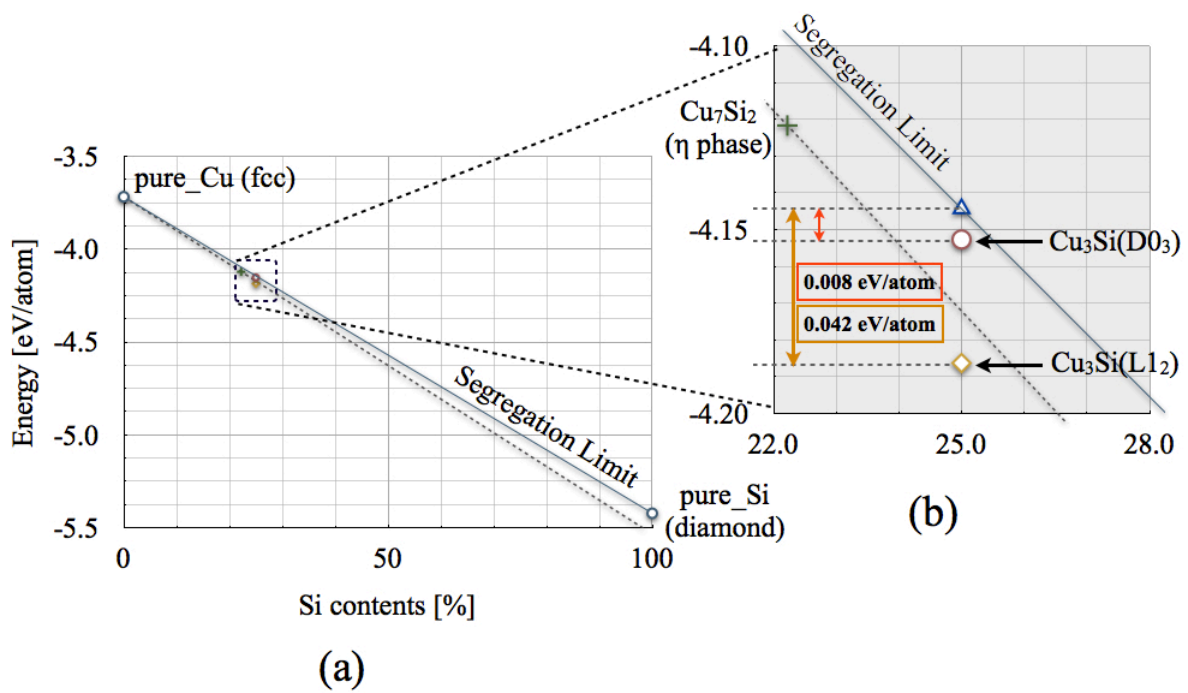 -3.5
-4.0
-4.5
-5.0
-5.5
Energy [eV/atom]
pure_Cu (fcc)
Segregation Limit
pure_Si
(diamond)
0
50
100
Si contents [%]
(a)
-4.10
-4.15
-4.20
Cu₇Si₂
(η phase)
Segregation Limit
Cu₃Si(D0₃)
0.008 eV/atom
0.042 eV/atom
Cu₃Si(L1₂)
22.0
25.0
28.0
(b)